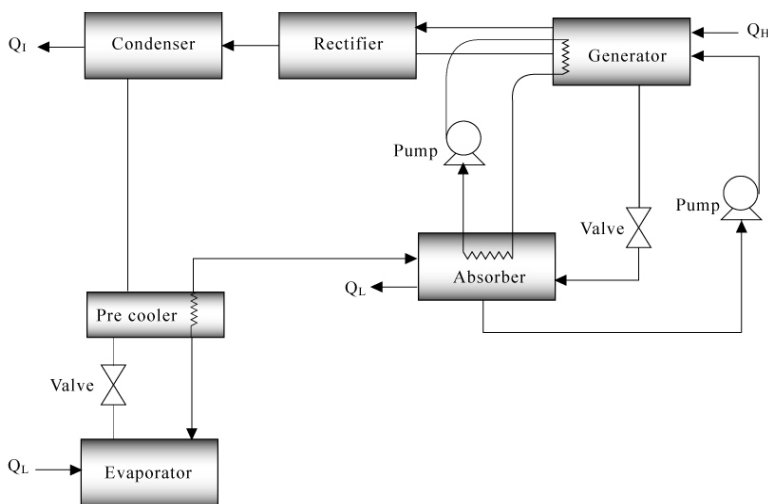 Q_I
Condenser
Rectifier
Generator
Q_H
Pump
Pump
Valve
Absorber
Q_L
Pre cooler
Valve
Q_L
Evaporator